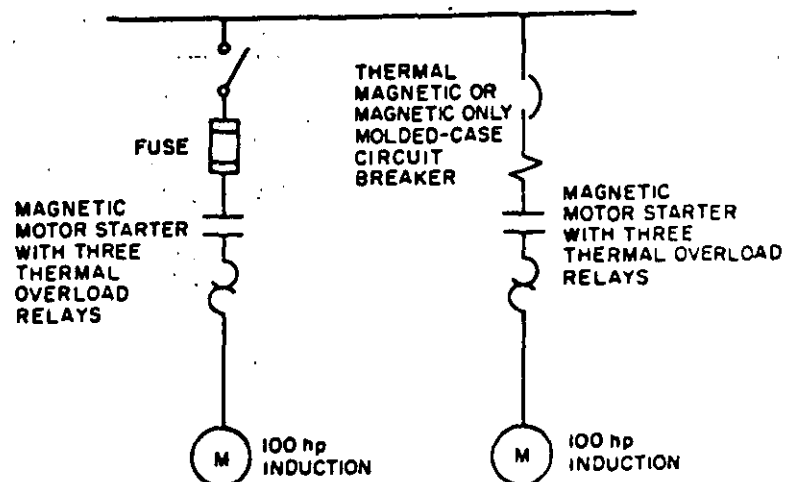 FUSE
MAGNETIC
MOTOR STARTER
WITH THREE
THERMAL
OVERLOAD
RELAYS
M
100 hp
INDUCTION
THERMAL
MAGNETIC OR
MAGNETIC ONLY
MOLDED-CASE
CIRCUIT
BREAKER
MAGNETIC
MOTOR STARTER
WITH THREE
THERMAL OVERLOAD
RELAYS
M
100 hp
INDUCTION